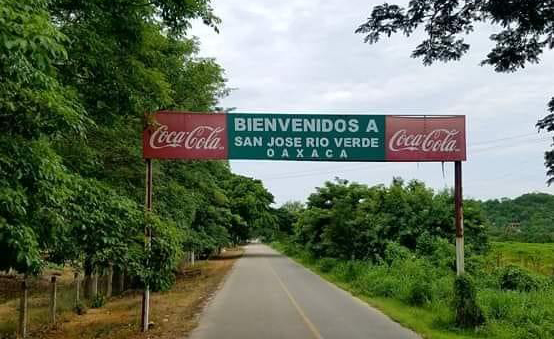 Coca-Cola
BIENVENIDOS A
SAN JOSE RIO VERDE
OAXACA
Coca-Cola